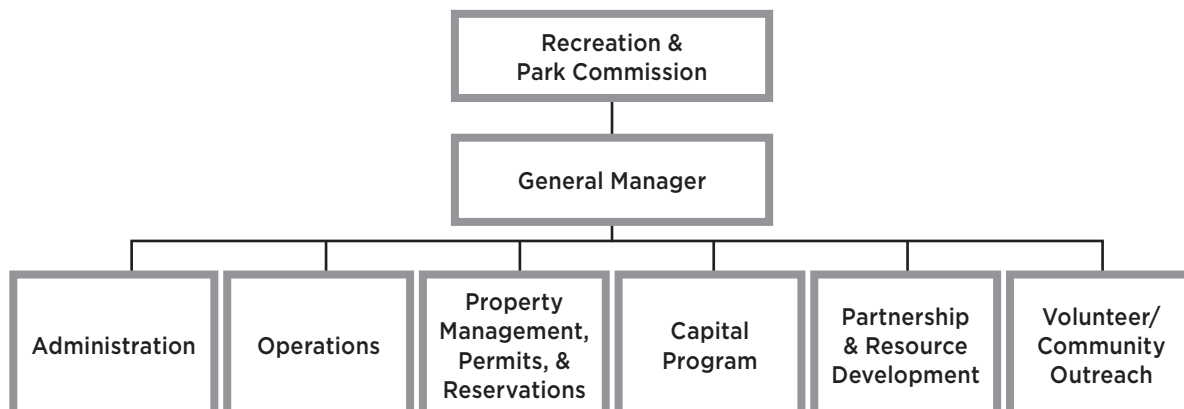 Recreation &
Park Commission
General Manager
Administration
Operations
Property
Management,
Permits, &
Reservations
Capital
Program
Partnership
& Resource
Development
Volunteer/
Community
Outreach